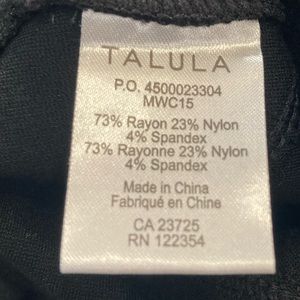 TALULA
P.O. 4500023304
MWC15
73% Rayon 23% Nylon
4% Spandex
73% Rayonne 23% Nylon
4% Spandex
Made in China
Fabriqué en Chine
CA 23725
RN 122354